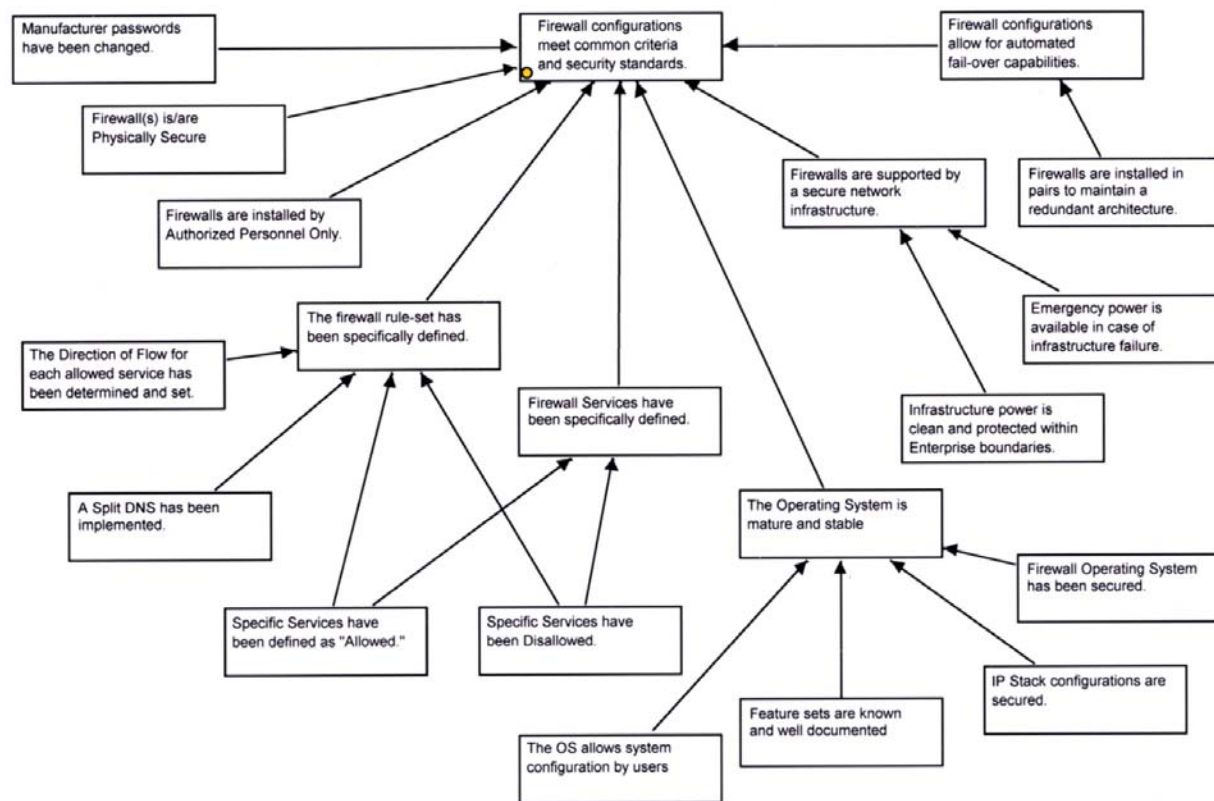 Manufacturer passwords
have been changed.
Firewall configurations
meet common criteria
and security standards.
Firewall configurations
allow for automated
fail-over capabilities.
Firewall(s) is/are
Physically Secure
Firewalls are installed by
Authorized Personnel Only.
Firewalls are supported by
a secure network
infrastructure.
Firewalls are installed in
pairs to maintain a
redundant architecture.
The firewall rule-set has
been specifically defined.
Emergency power is
available in case of
infrastructure failure.
The Direction of Flow for
each allowed service has
been determined and set.
Firewall Services have
been specifically defined.
Infrastructure power is
clean and protected within
Enterprise boundaries.
A Split DNS has been
implemented.
The Operating System is
mature and stable
Firewall Operating System
has been secured.
Specific Services have
been defined as "Allowed."
Specific Services have
been Disallowed.
IP Stack configurations are
secured.
Feature sets are known
and well documented
The OS allows system
configuration by users